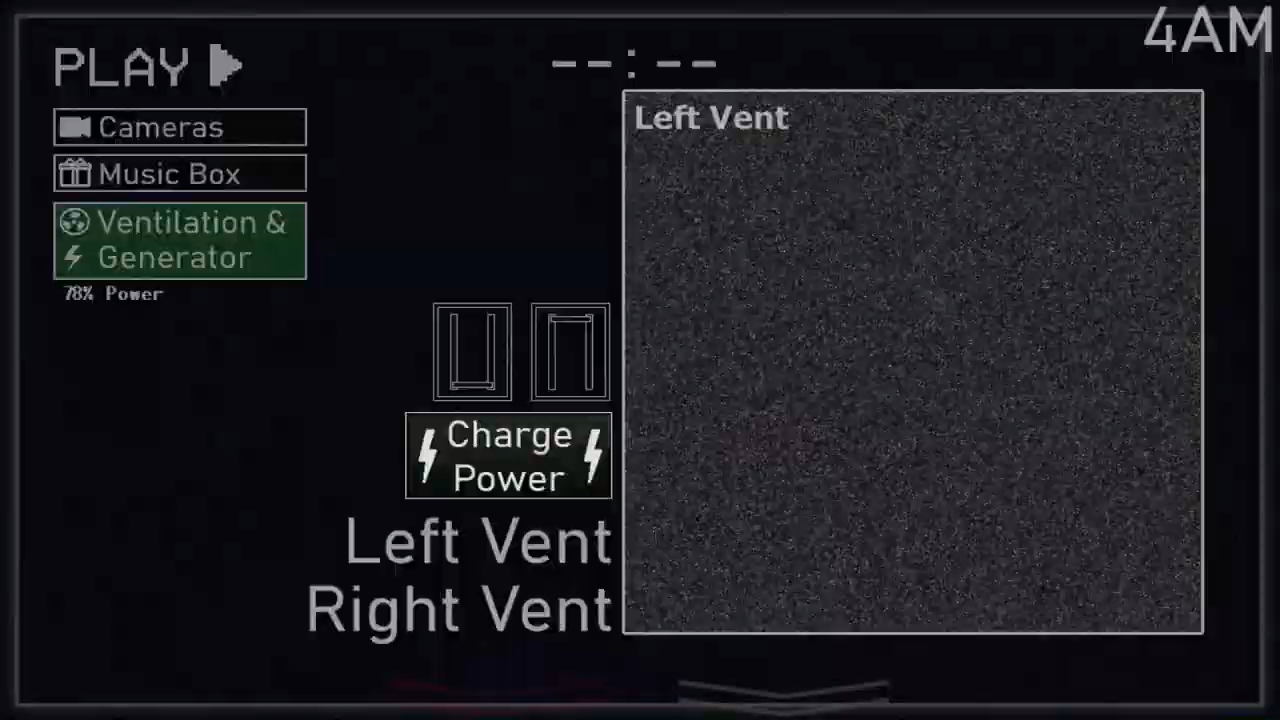 4AM
PLAY
--:--
Cameras
Music Box
Ventilation &
Generator
78% Power
Left Vent
Charge
Power
Left Vent
Right Vent